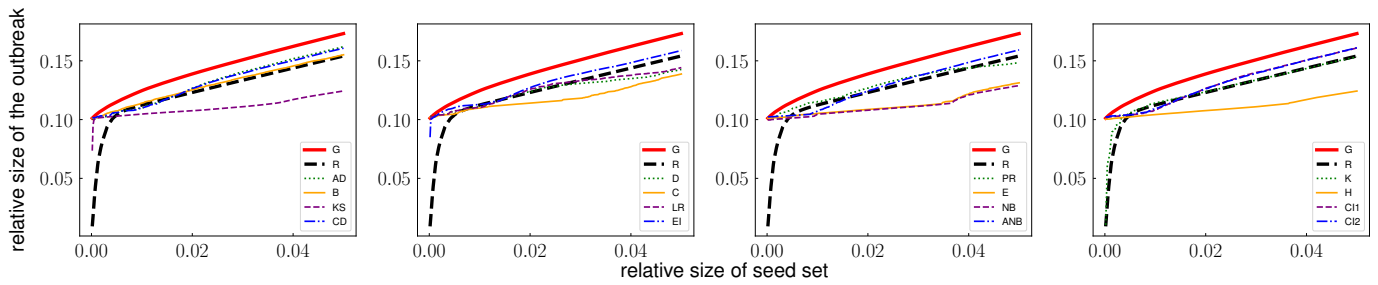 relative size of the outbreak
0.15
0.10
0.05
0.00
0.02
0.04
G
R
AD
B
KS
CD
0.15
0.10
0.05
0.00
0.02
0.04
G
R
D
C
LR
EI
0.15
0.10
0.05
0.00
0.02
0.04
G
R
PR
E
NB
ANB
0.15
0.10
0.05
0.00
0.02
0.04
G
R
K
H
CI1
CI2
relative size of seed set